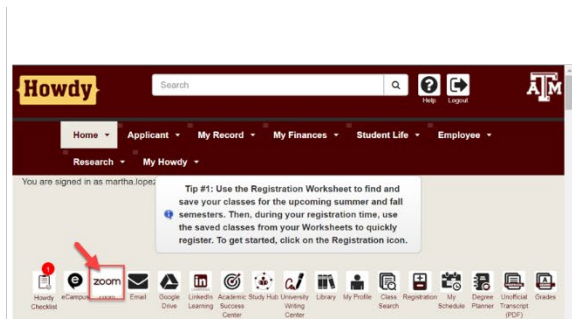 Howdy
Search
Help
Logout
Home
Applicant
My Record
My Finances
Student Life
Employee
Research
My Howdy
You are signed in as martha.lopez
Tip #1: Use the Registration Worksheet to find and
save your classes for the upcoming summer and fall
semesters. Then, during your registration time, use
the saved classes from your Worksheets to quickly
register. To get started, click on the Registration icon.
1
zoom
Howdy
Checklist
eCampus
Email
Google
Drive
LinkedIn
Learning
Academic
Success
Center
Study Hub
University
Writing
Center
Library
My Profile
Class
Search
Registration
My
Schedule
Degree
Planner
Unofficial
Transcript
(PDF)
Grades